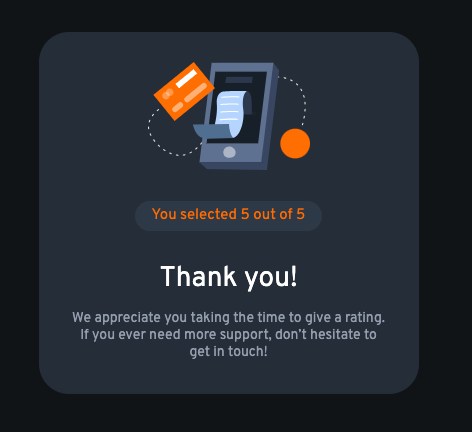 You selected 5 out of 5
Thank you!
We appreciate you taking the time to give a rating.
If you ever need more support, don’t hesitate to
get in touch!